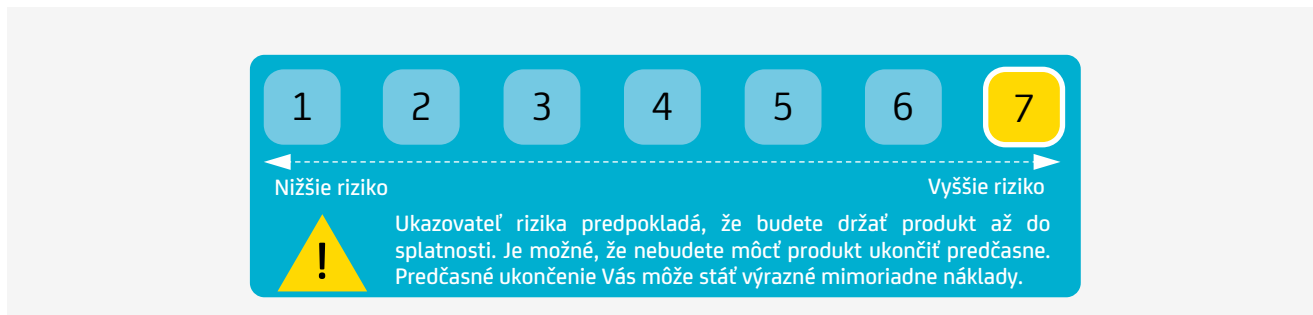 1 2 3 4 5 6 7
Nižšie riziko Vyššie riziko
Ukazovateľ rizika predpokladá, že budete držať produkt až do
splatnosti. Je možné, že nebudete môcť produkt ukončiť predčasne.
Predčasné ukončenie Vás môže stáť výrazné mimoriadne náklady.
!